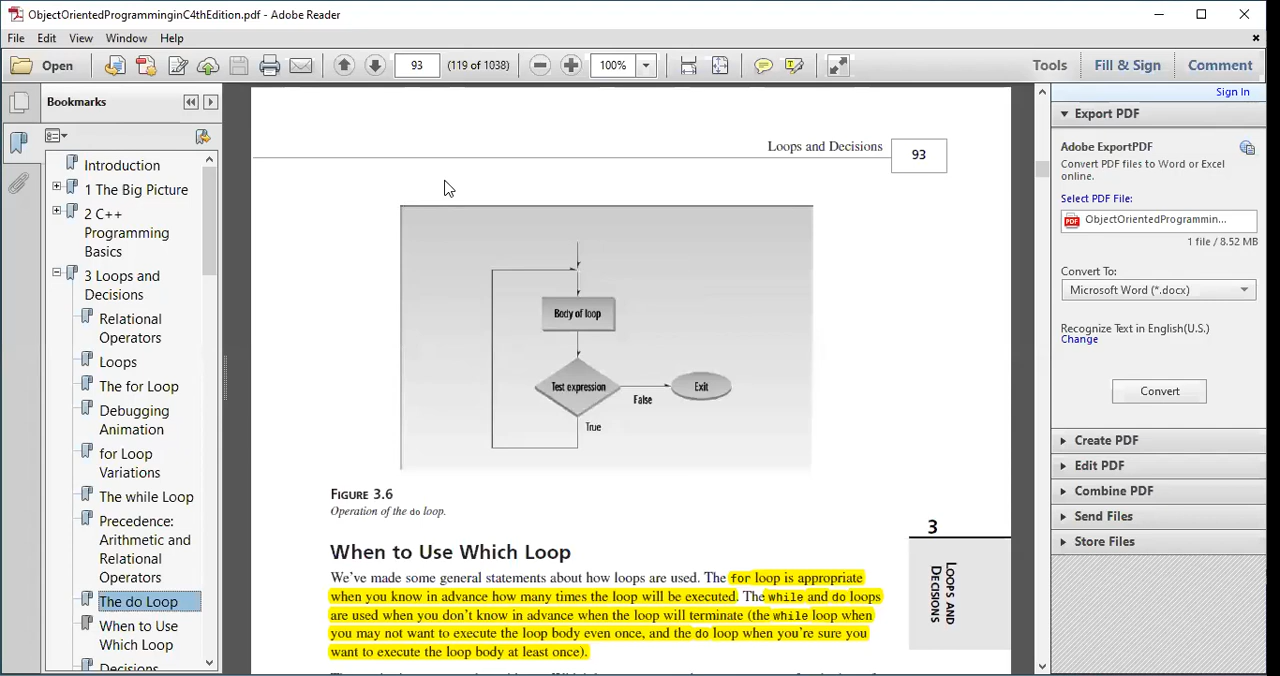 ObjectOrientedProgramminginC4thEdition.pdf - Adobe Reader
File Edit View Window Help
Open
93 (119 of 1038)
100%
Tools
Fill & Sign
Comment
Bookmarks
Introduction
1 The Big Picture
2 C++
Programming
Basics
3 Loops and
Decisions
Relational
Operators
Loops
The for Loop
Debugging
Animation
for Loop
Variations
The while Loop
Precedence:
Arithmetic and
Relational
Operators
The do Loop
When to Use
Which Loop
Decisions
Loops and Decisions
93
Body of loop
Test expression
Exit
False
True
FIGURE 3.6
Operation of the do loop.
When to Use Which Loop
We've made some general statements about how loops are used. The for loop is appropriate
when you know in advance how many times the loop will be executed. The while and do loops
are used when you don't know in advance when the loop will terminate (the while loop when
you may not want to execute the loop body even once, and the do loop when you're sure you
want to execute the loop body at least once).
3
LOOPS AND
DECISIONS
Sign In
Export PDF
Adobe ExportPDF
Convert PDF files to Word or Excel
online.
Select PDF File:
ObjectOrientedProgrammin...
1 file / 8.52 MB
Convert To:
Microsoft Word (*.docx)
Recognize Text in English(U.S.)
Change
Convert
Create PDF
Edit PDF
Combine PDF
Send Files
Store Files